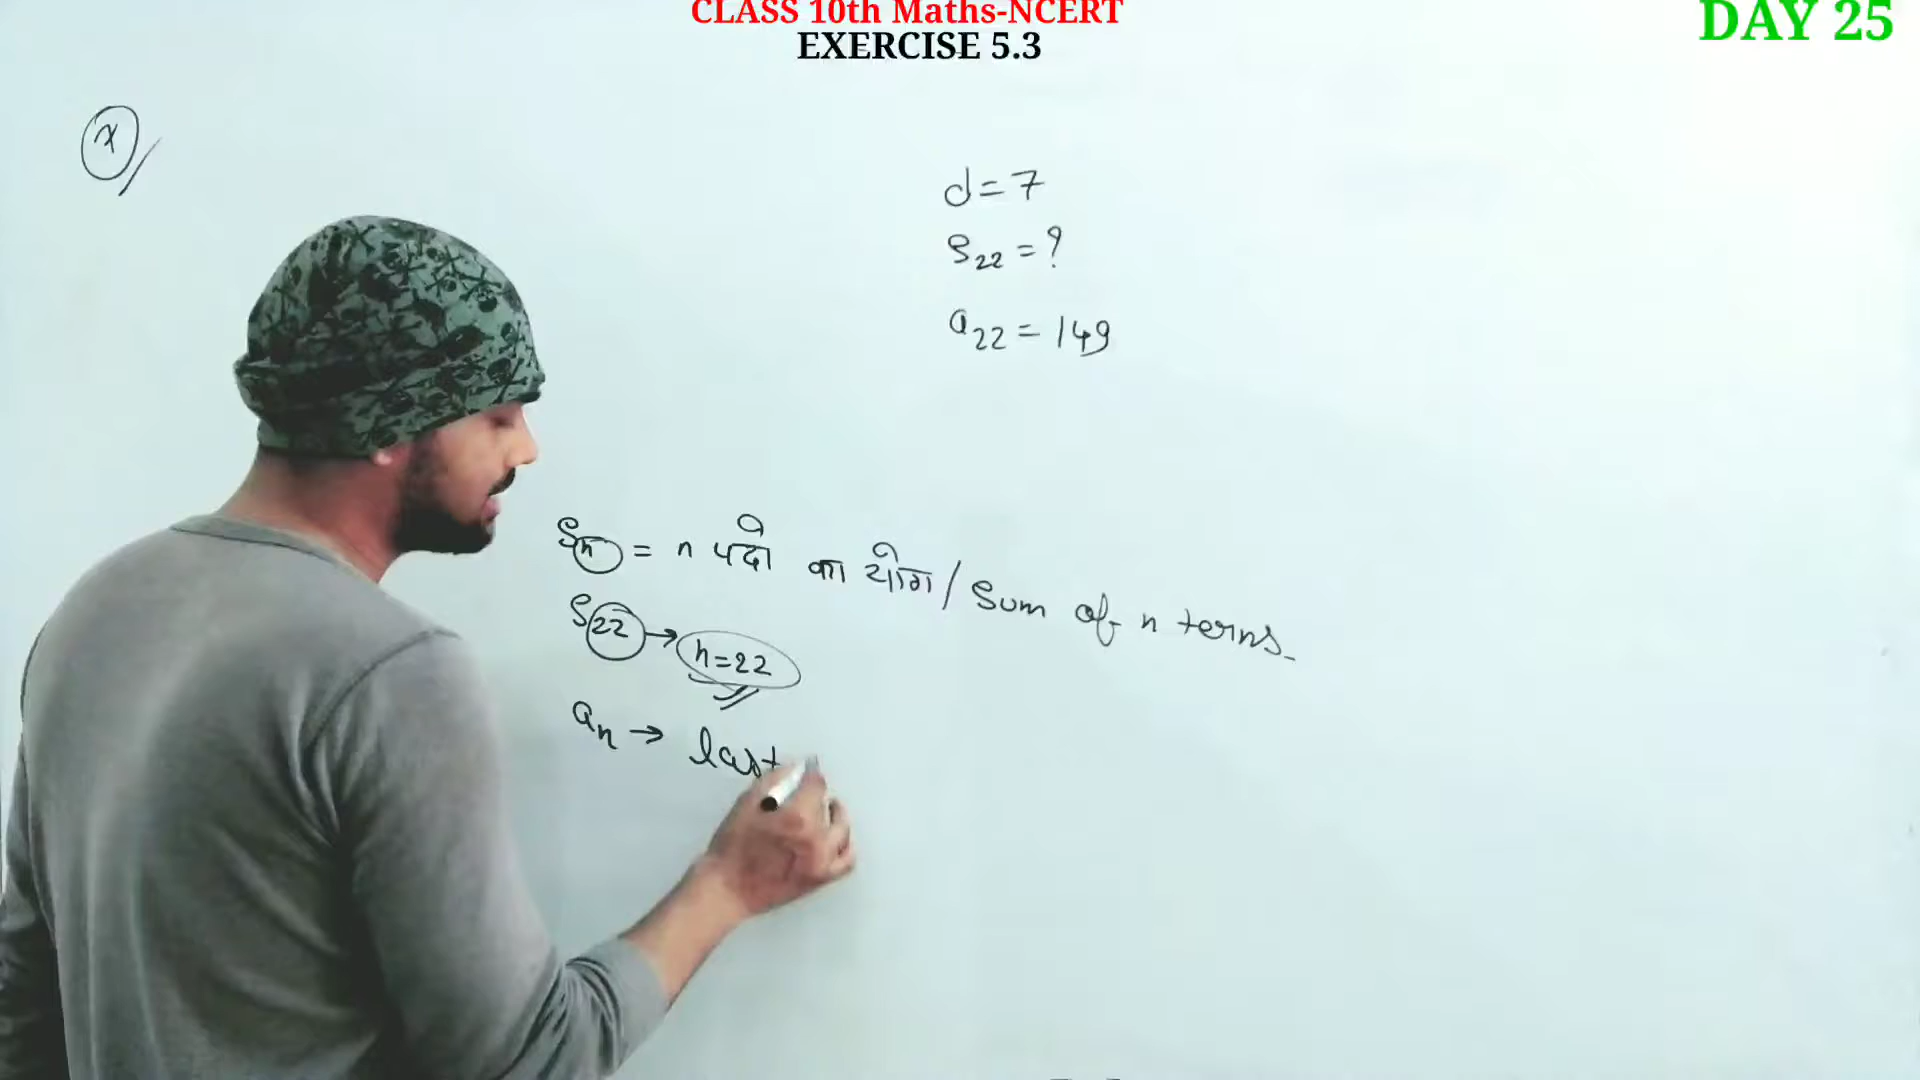 CLASS 10th Maths-NCERT
EXERCISE 5.3
DAY 25
x
d=7
S22 = ?
a22 = 149
Sn = n पदो का योग / Sum of n terms.
S22 → n=22
an → last